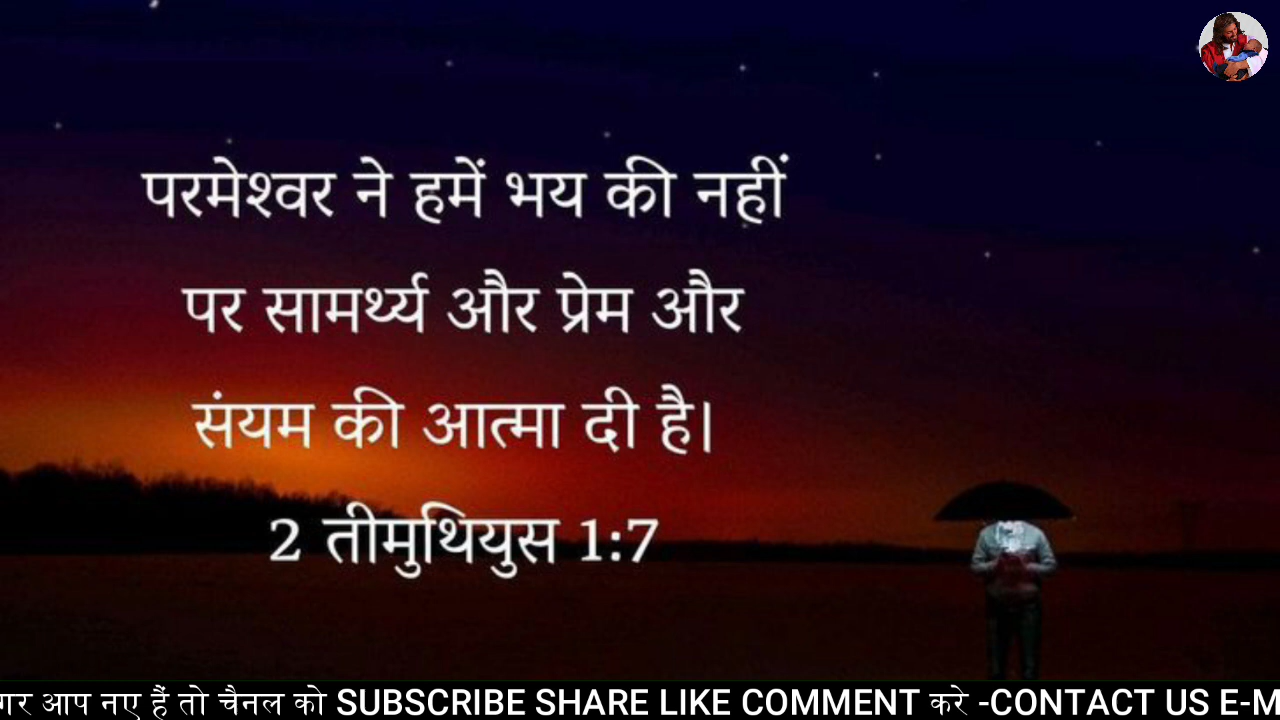 परमेश्वर ने हमें भय की नहीं
पर सामर्थ्य और प्रेम और
संयम की आत्मा दी है।
2 तीमुथियुस 1:7
गर आप नए हैं तो चैनल को SUBSCRIBE SHARE LIKE COMMENT करे -CONTACT US E-M